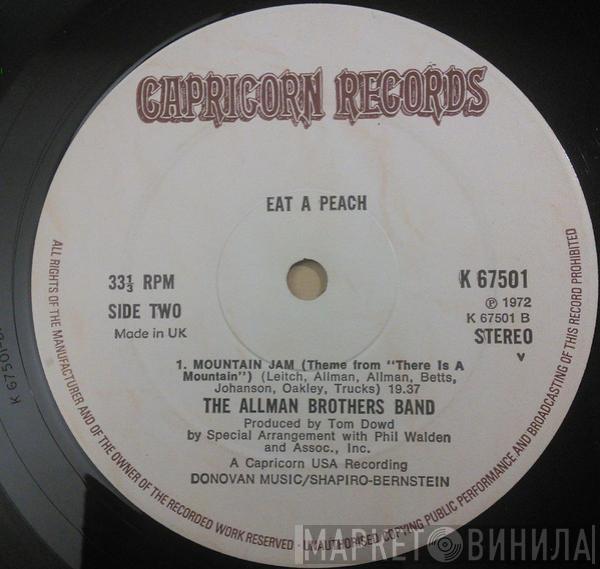 CAPRICORN RECORDS
EAT A PEACH
33⅓ RPM
SIDE TWO
Made in UK
K 67501
℗ 1972
K 67501 B
STEREO
v
1. MOUNTAIN JAM (Theme from "There Is A
Mountain") (Leitch, Allman, Allman, Betts,
Johanson, Oakley, Trucks) 19.37
THE ALLMAN BROTHERS BAND
Produced by Tom Dowd
by Special Arrangement with Phil Walden
and Assoc., Inc.
A Capricorn USA Recording
DONOVAN MUSIC/SHAPIRO-BERNSTEIN
ALL RIGHTS OF THE MANUFACTURER AND OF THE OWNER OF THE RECORDED WORK RESERVED · UNAUTHORISED COPYING PUBLIC PERFORMANCE AND BROADCASTING OF THIS RECORD PROHIBITED
МАРКЕТ ВИНИЛА